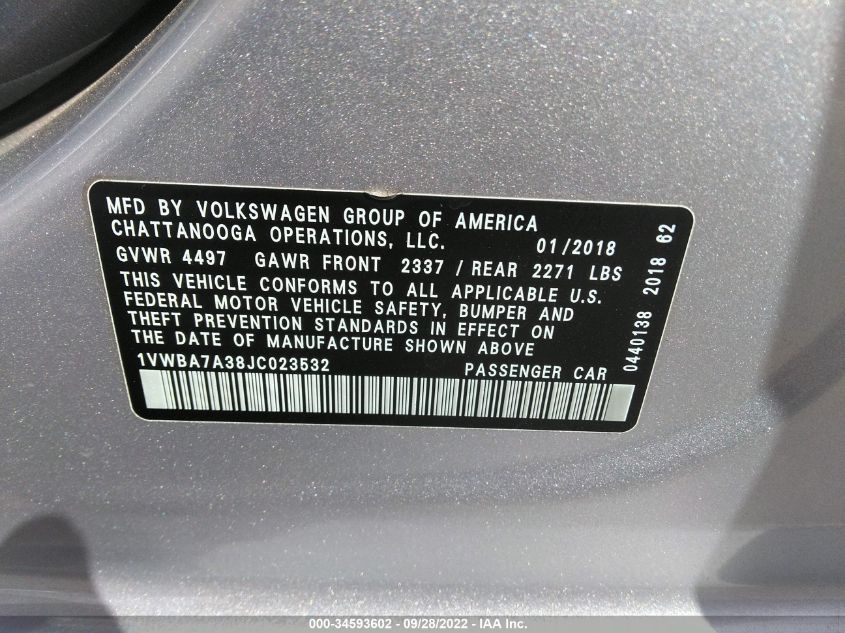 MFD BY VOLKSWAGEN GROUP OF AMERICA
CHATTANOOGA OPERATIONS, LLC. 01/2018
GVWR 4497 GAWR FRONT 2337 / REAR 2271 LBS
THIS VEHICLE CONFORMS TO ALL APPLICABLE U.S.
FEDERAL MOTOR VEHICLE SAFETY, BUMPER AND
THEFT PREVENTION STANDARDS IN EFFECT ON
THE DATE OF MANUFACTURE SHOWN ABOVE
1VWBA7A38JC023532 PASSENGER CAR
0440138 2018 62
000-34593602 - 09/28/2022 - IAA Inc.